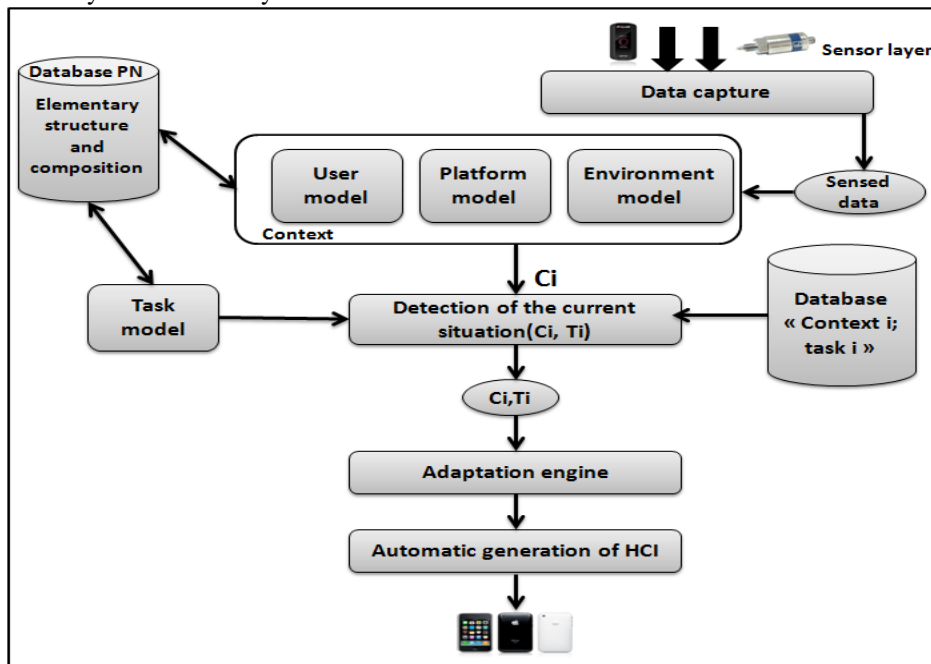 Sensor layer
Data capture
Database PN
Elementary
structure
and
composition
User
model
Platform
model
Environment
model
Context
Sensed
data
Ci
Task
model
Detection of the current
situation(Ci, Ti)
Database
« Context i;
task i »
Ci,Ti
Adaptation engine
Automatic generation of HCI